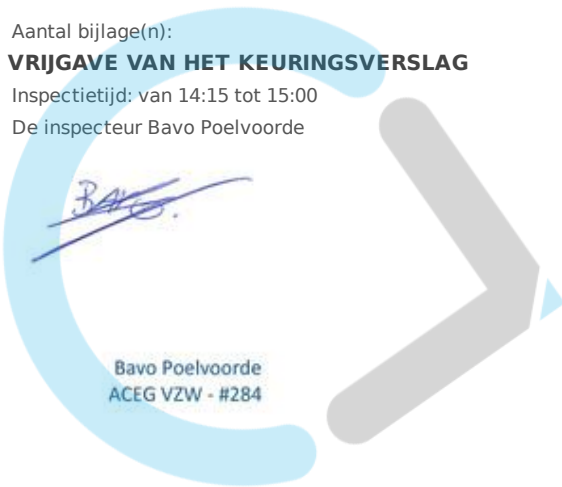 Aantal bijlage(n):
VRIJGAVE VAN HET KEURINGSVERSLAG
Inspectietijd: van 14:15 tot 15:00
De inspecteur Bavo Poelvoorde
Bavo Poelvoorde
ACEG VZW - #284